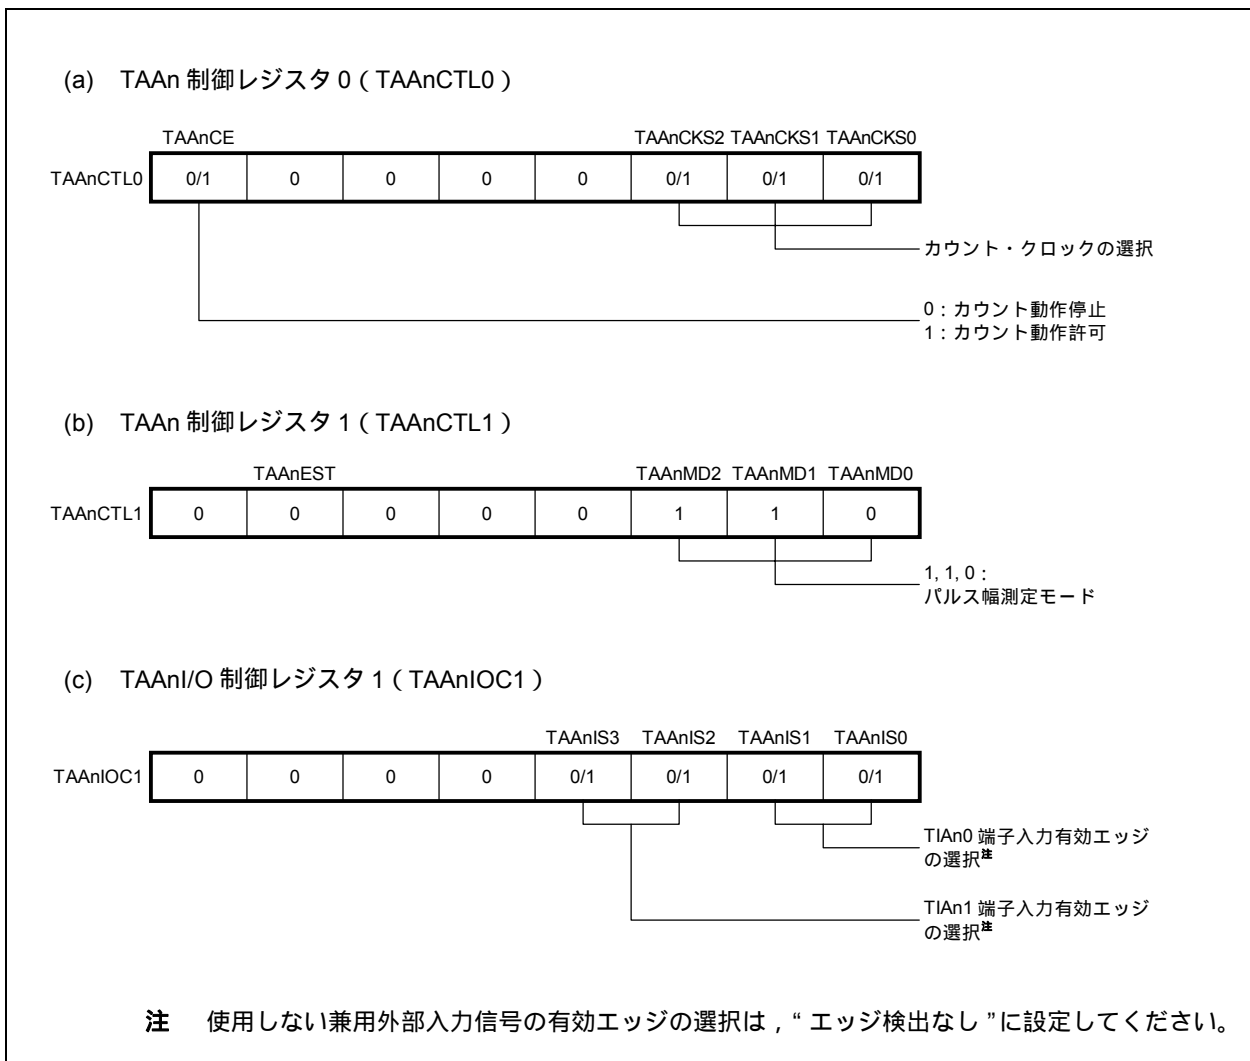 (a) TAAn 制御レジスタ 0（TAAnCTL0）
TAAnCE TAAnCKS2 TAAnCKS1 TAAnCKS0
TAAnCTL0 0/1 0 0 0 0 0/1 0/1 0/1
カウント・クロックの選択
0：カウント動作停止
1：カウント動作許可
(b) TAAn 制御レジスタ 1（TAAnCTL1）
TAAnEST TAAnMD2 TAAnMD1 TAAnMD0
TAAnCTL1 0 0 0 0 0 1 1 0
1, 1, 0：
パルス幅測定モード
(c) TAAnI/O 制御レジスタ 1（TAAnIOC1）
TAAnIS3 TAAnIS2 TAAnIS1 TAAnIS0
TAAnIOC1 0 0 0 0 0/1 0/1 0/1 0/1
TIAn0 端子入力有効エッジ
の選択注
TIAn1 端子入力有効エッジ
の選択注
注 使用しない兼用外部入力信号の有効エッジの選択は，“エッジ検出なし”に設定してください。